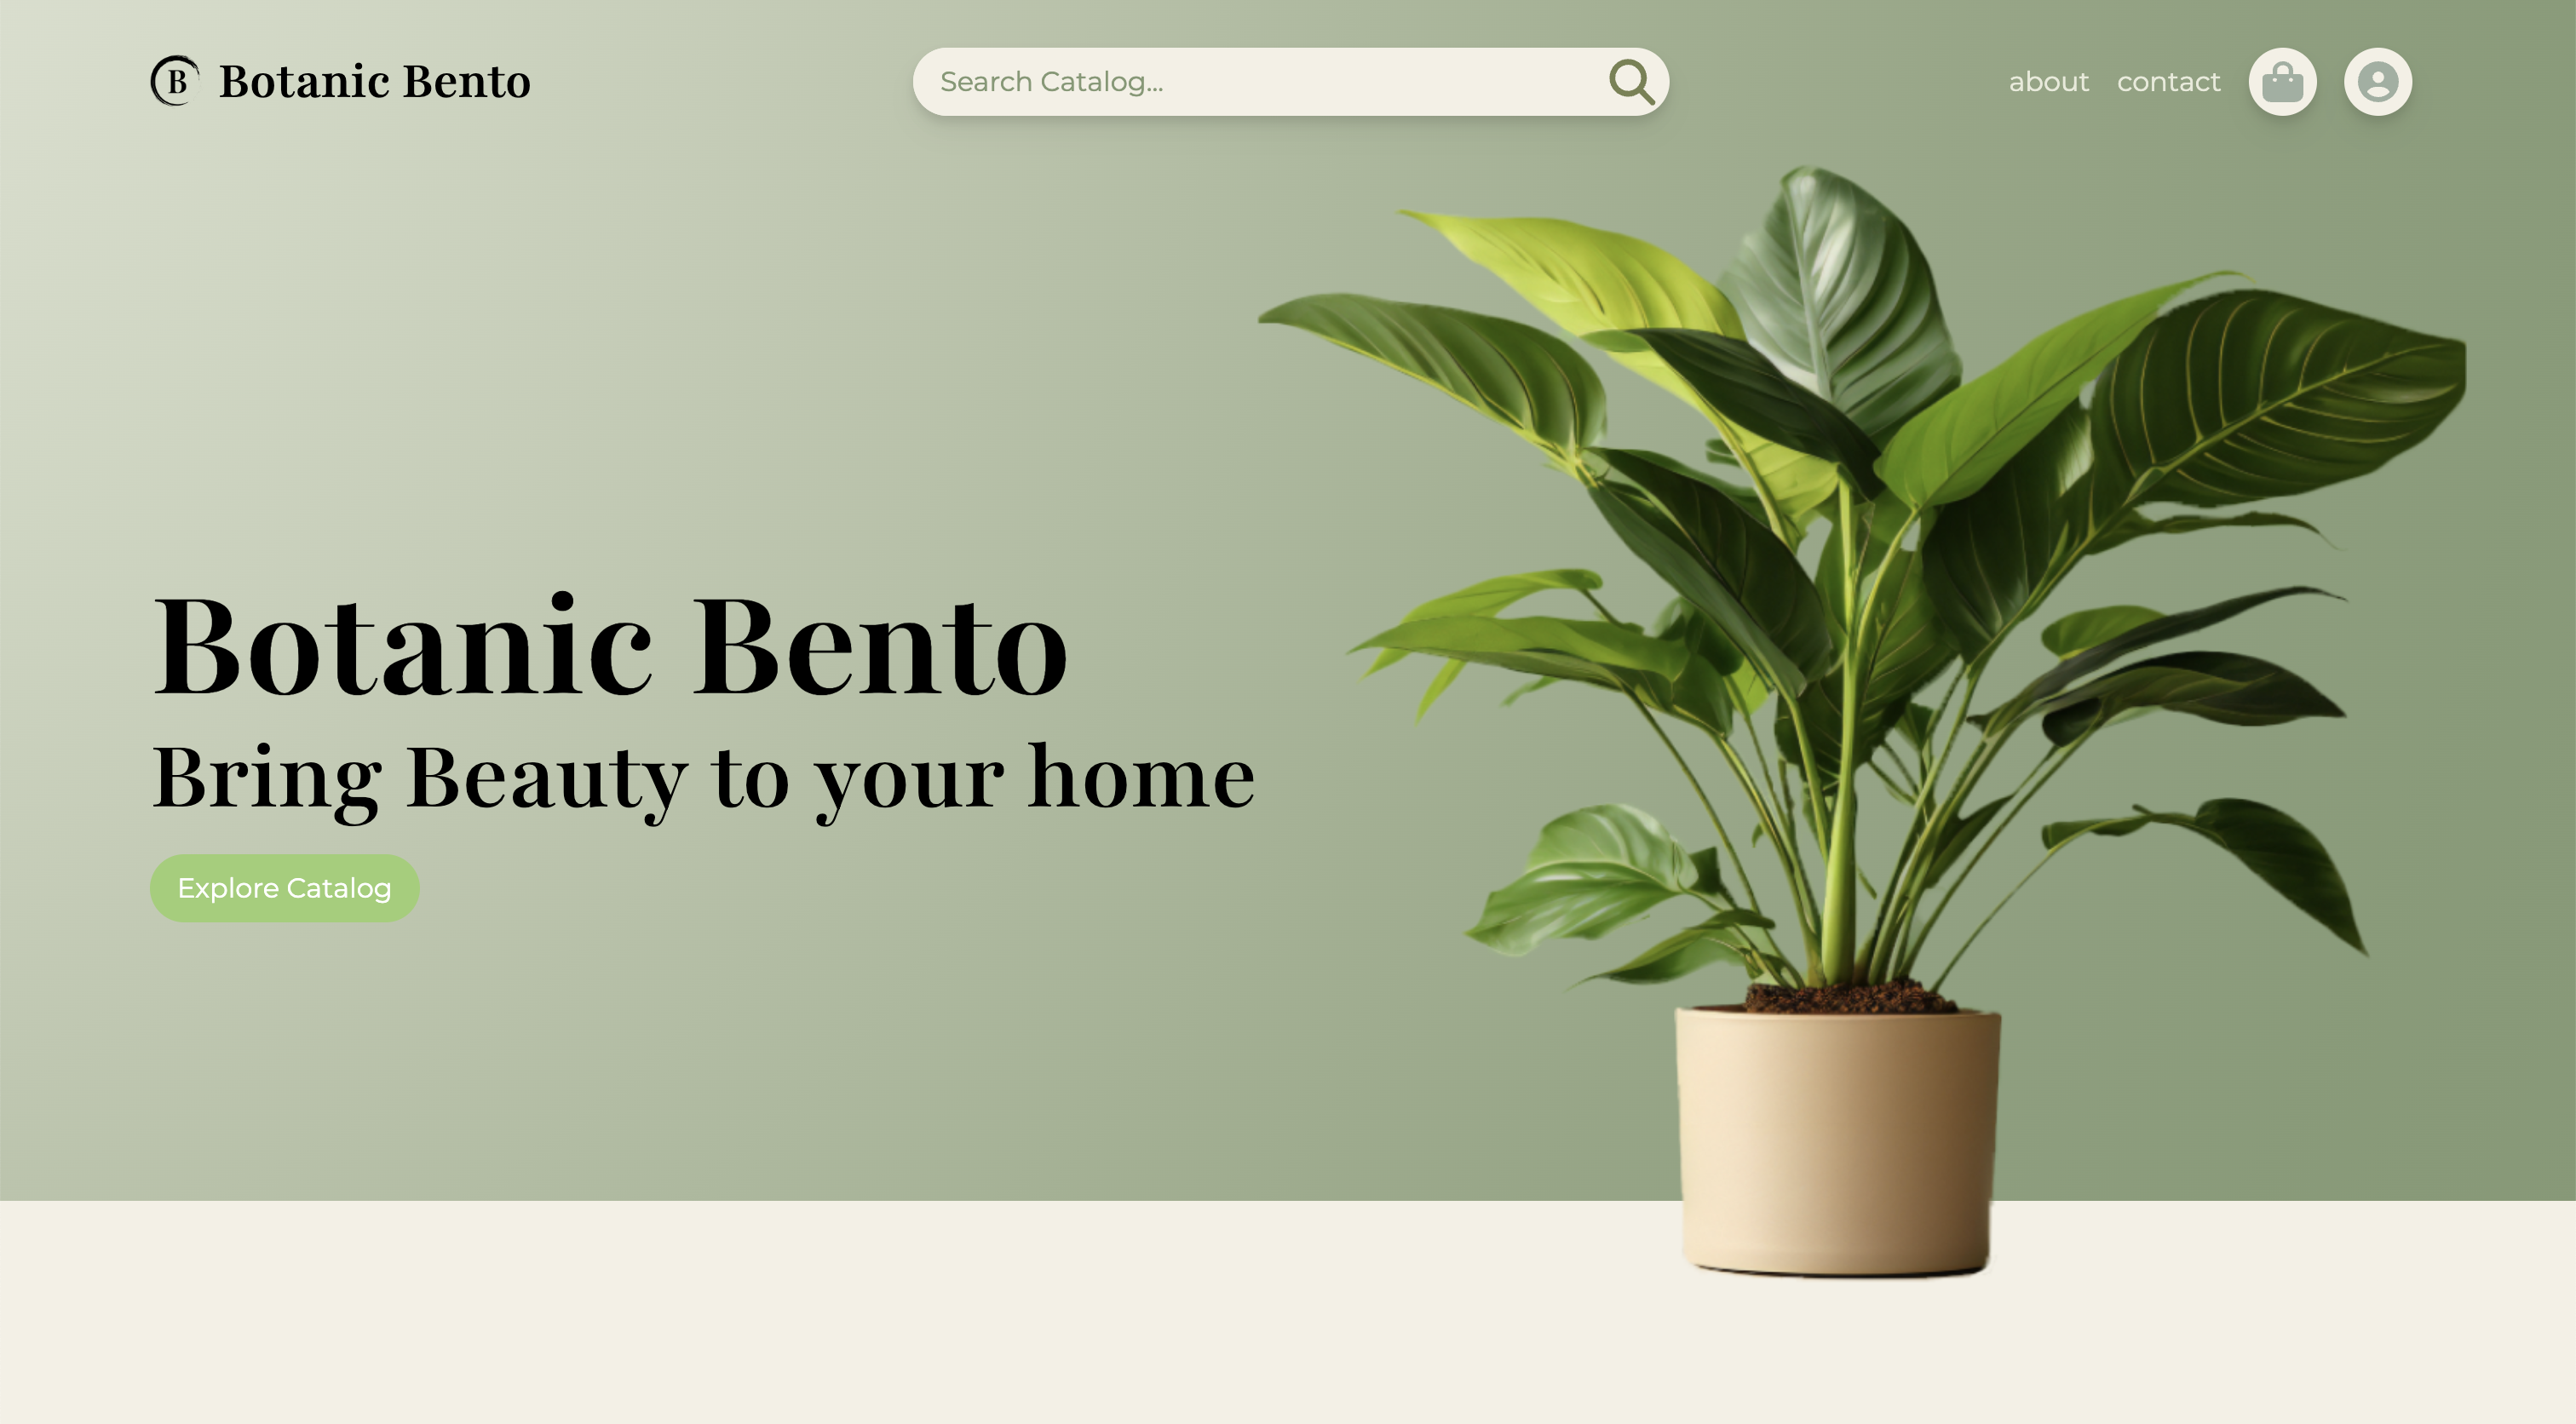 B Botanic Bento
Search Catalog...
about contact
Botanic Bento
Bring Beauty to your home
Explore Catalog